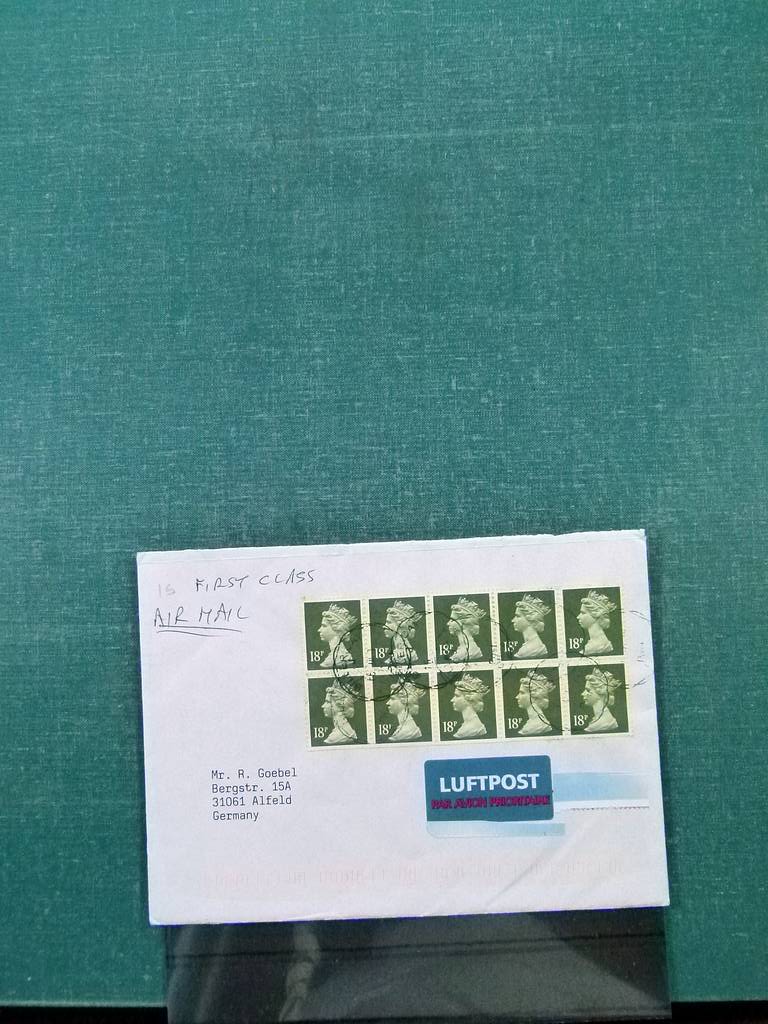 FIRST CLASS
AIR MAIL
18P 18P 18P 18P 18P
18P 18P 18P 18P 18P
Mr. R. Goebel
Bergstr. 15A
31061 Alfeld
Germany
LUFTPOST
PAR AVION PRIORITAIRE